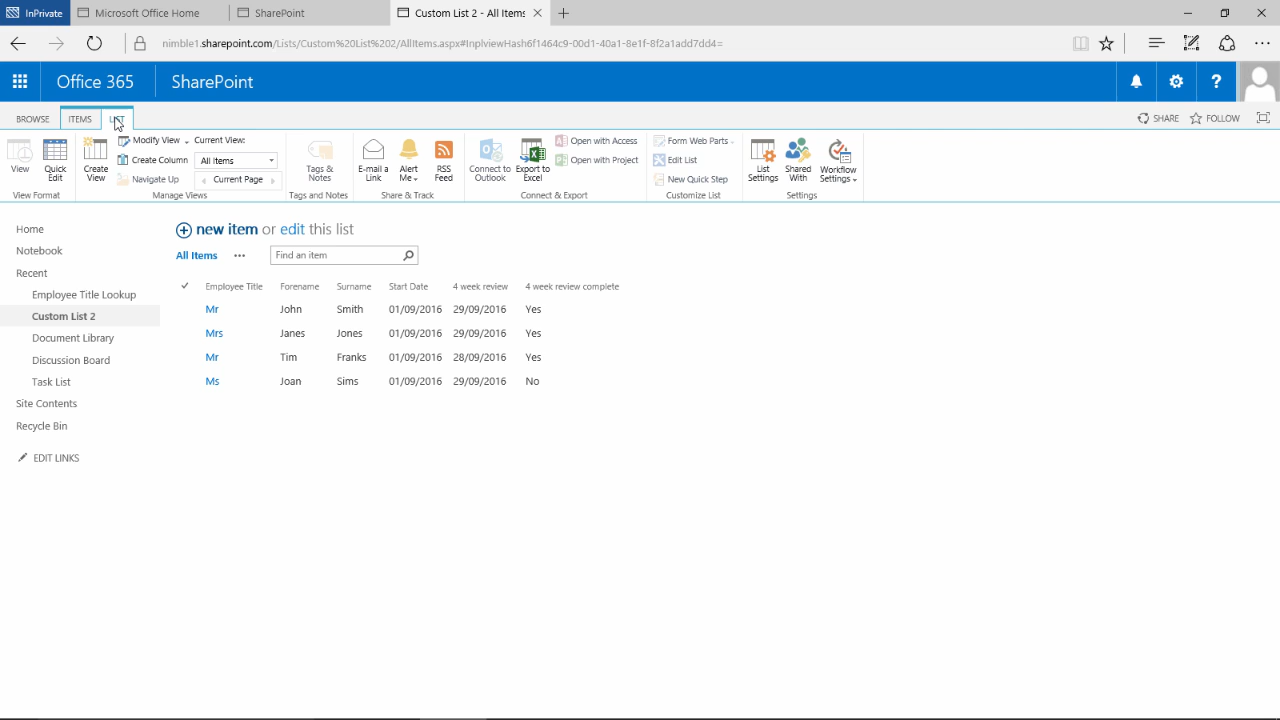 InPrivate Microsoft Office Home SharePoint Custom List 2 - All Items
nimble1.sharepoint.com/Lists/Custom%20List%202/AllItems.aspx#InplviewHash6f1464c9-00d1-40a1-8e1f-8f2a1add7dd4=
Office 365 SharePoint ?
BROWSE ITEMS LIST SHARE FOLLOW
View
Quick Edit
Create View
Modify View
Create Column
Navigate Up
Current View:
All Items
Current Page
Tags & Notes
E-mail a Link
Alert Me
RSS Feed
Connect to Outlook
Export to Excel
Open with Access
Open with Project
Form Web Parts
Edit List
New Quick Step
List Settings
Shared With
Workflow Settings
View Format Manage Views Tags and Notes Share & Track Connect & Export Customize List Settings
Home
Notebook
Recent
Employee Title Lookup
Custom List 2
Document Library
Discussion Board
Task List
Site Contents
Recycle Bin
EDIT LINKS
new item or edit this list
All Items ••• Find an item
Employee Title Forename Surname Start Date 4 week review 4 week review complete
Mr John Smith 01/09/2016 29/09/2016 Yes
Mrs Janes Jones 01/09/2016 29/09/2016 Yes
Mr Tim Franks 01/09/2016 28/09/2016 Yes
Ms Joan Sims 01/09/2016 29/09/2016 No